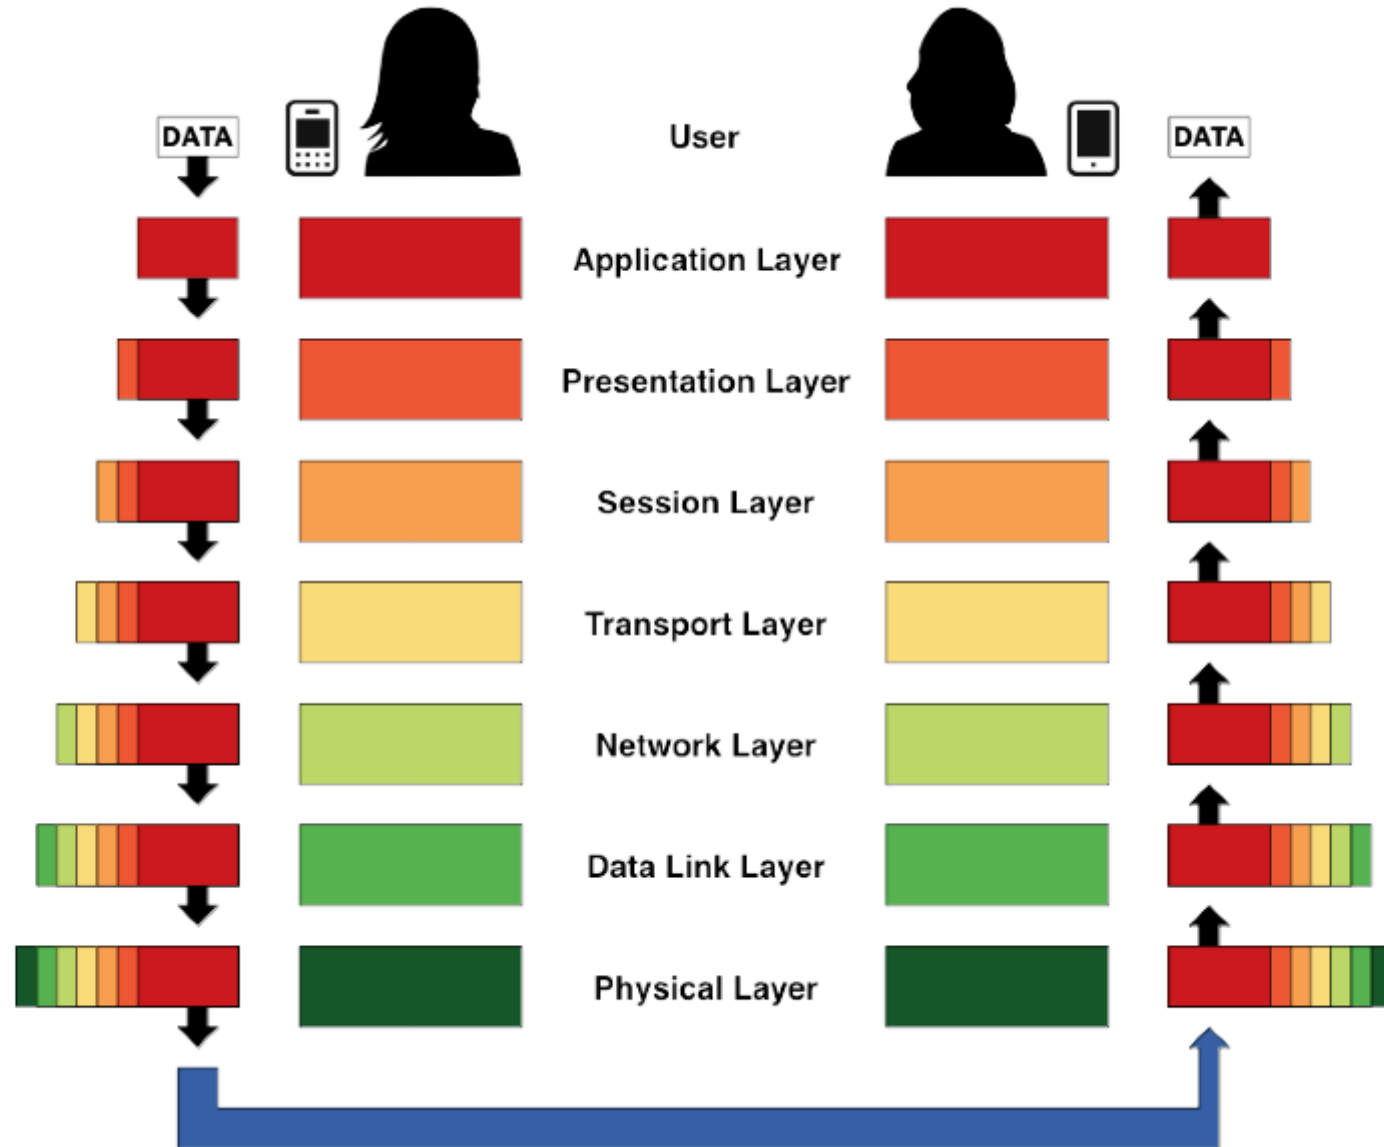 DATA
User
DATA
Application Layer
Presentation Layer
Session Layer
Transport Layer
Network Layer
Data Link Layer
Physical Layer